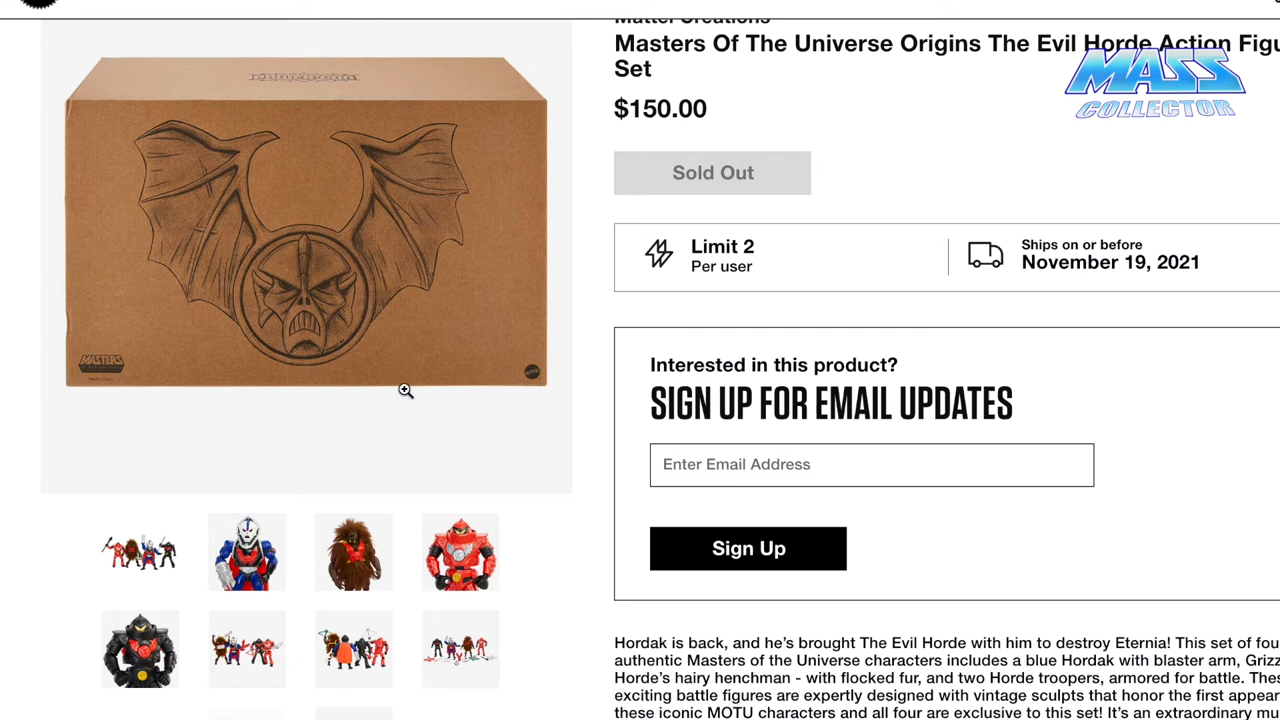 Mattel Creations
Masters Of The Universe Origins The Evil Horde Action Figu
Set
MASS
COLLECTOR
$150.00
Sold Out
Limit 2
Per user
Ships on or before
November 19, 2021
MASTERS
Interested in this product?
SIGN UP FOR EMAIL UPDATES
Enter Email Address
Sign Up
Hordak is back, and he's brought The Evil Horde with him to destroy Eternia! This set of fou
authentic Masters of the Universe characters includes a blue Hordak with blaster arm, Grizz
Horde's hairy henchman - with flocked fur, and two Horde troopers, armored for battle. Thes
exciting battle figures are expertly designed with vintage sculpts that honor the first appear
these iconic MOTU characters and all four are exclusive to this set! It's an extraordinary mu